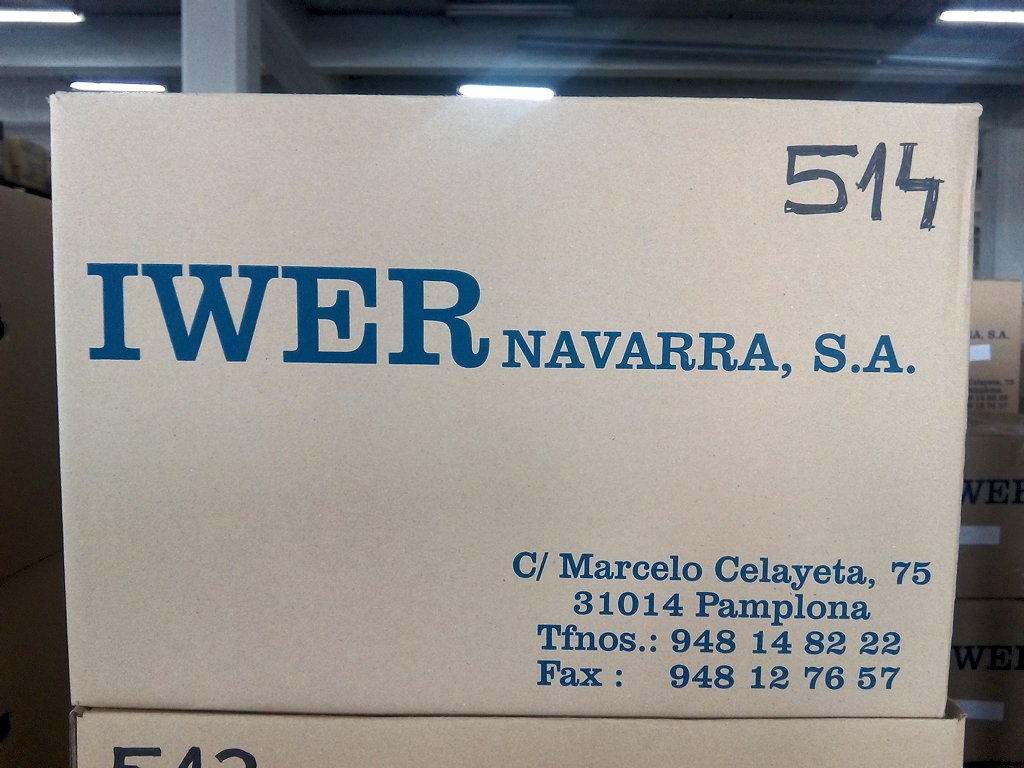 514
IWER NAVARRA, S.A.
C/ Marcelo Celayeta, 75
31014 Pamplona
Tfnos.: 948 14 82 22
Fax : 948 12 76 57